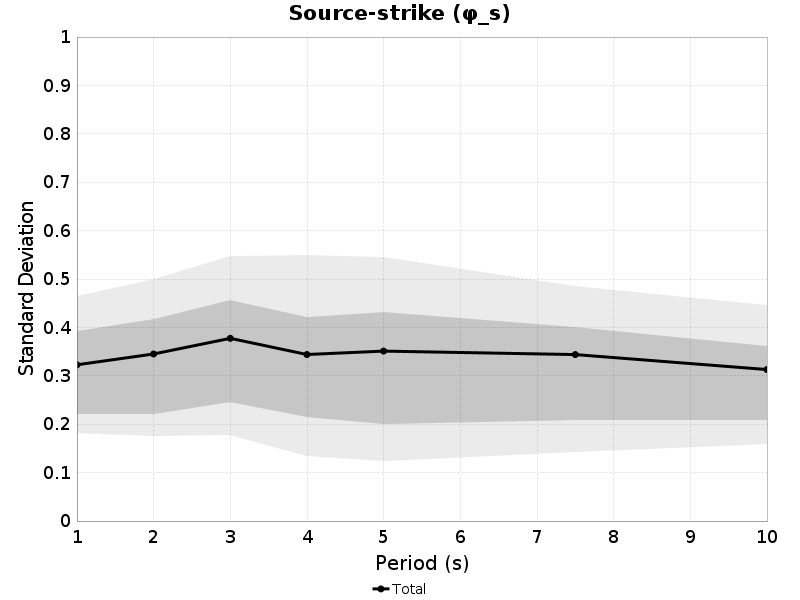 Source-strike (φ_s)
Standard Deviation
1
0.9
0.8
0.7
0.6
0.5
0.4
0.3
0.2
0.1
0
1 2 3 4 5 6 7 8 9 10
Period (s)
Total